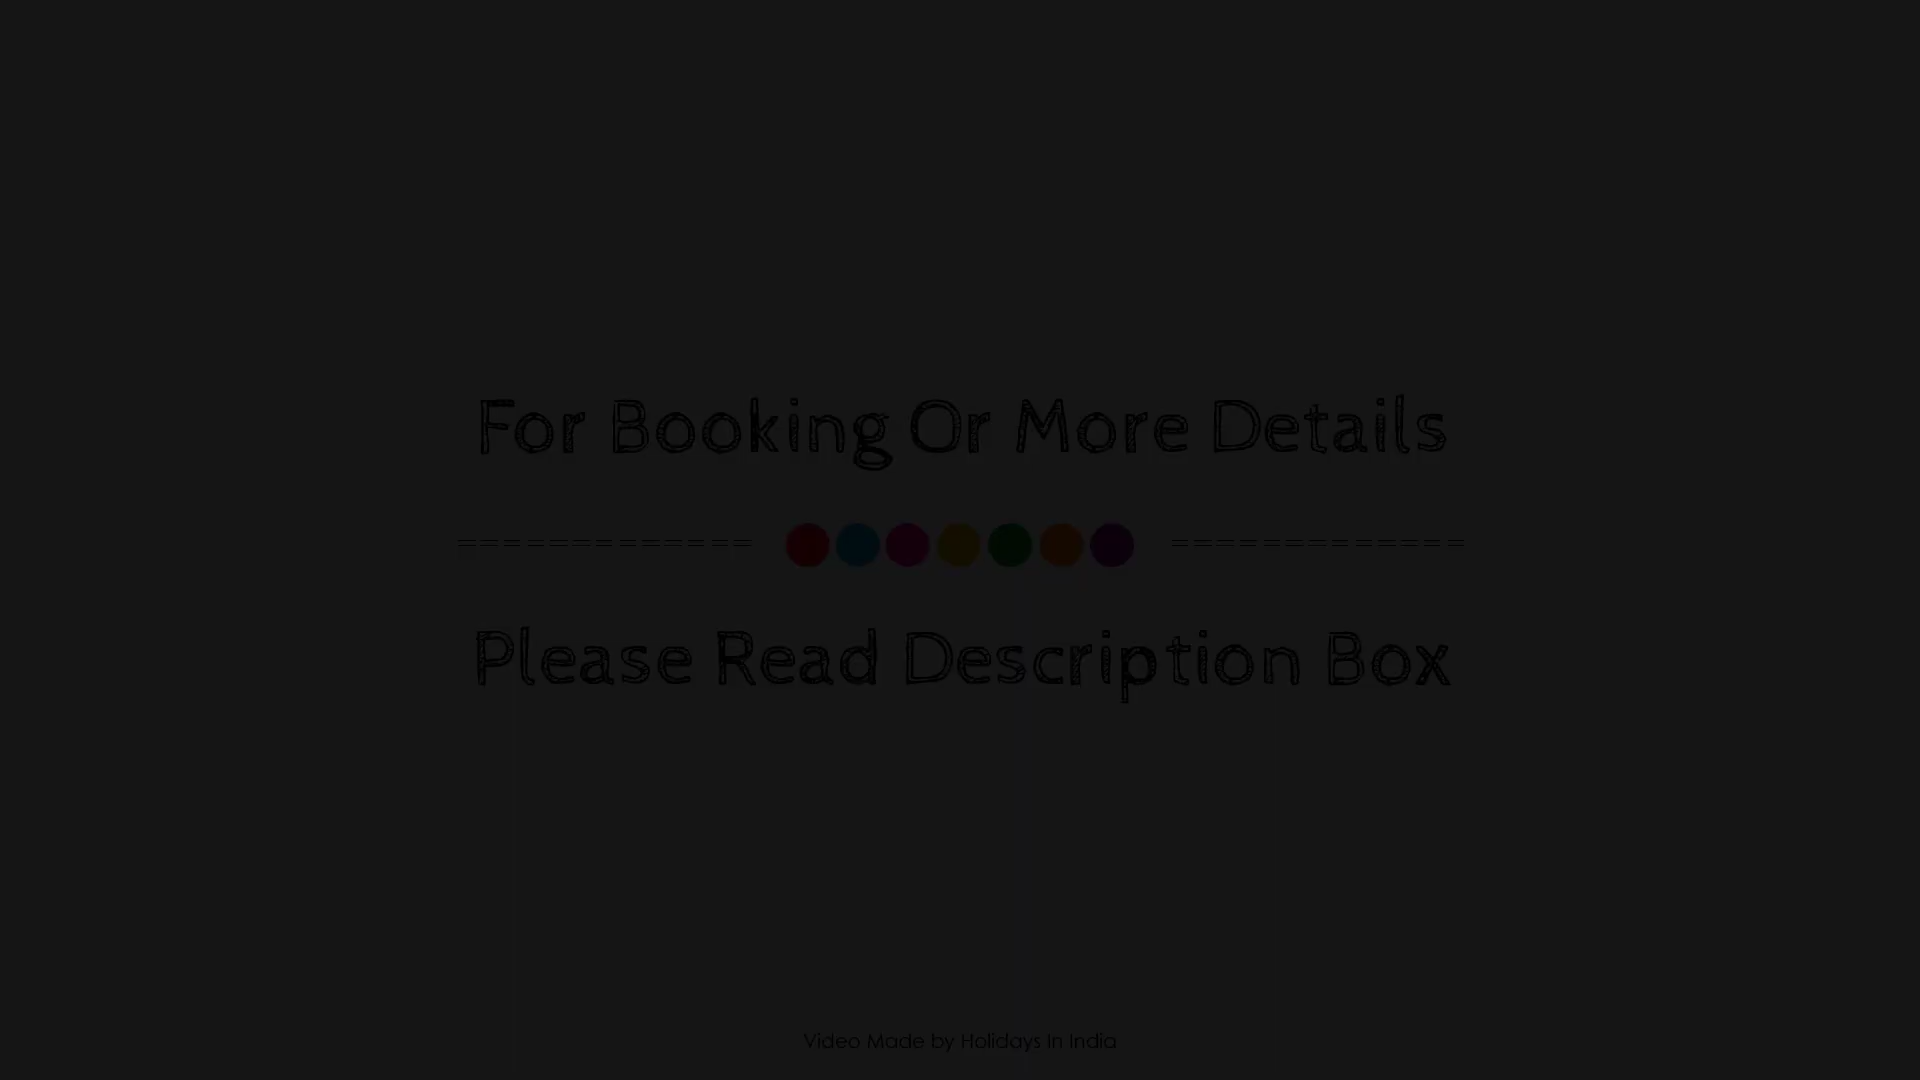 For Booking Or More Details
============= =============
Please Read Description Box
Video Made by Holidays In India